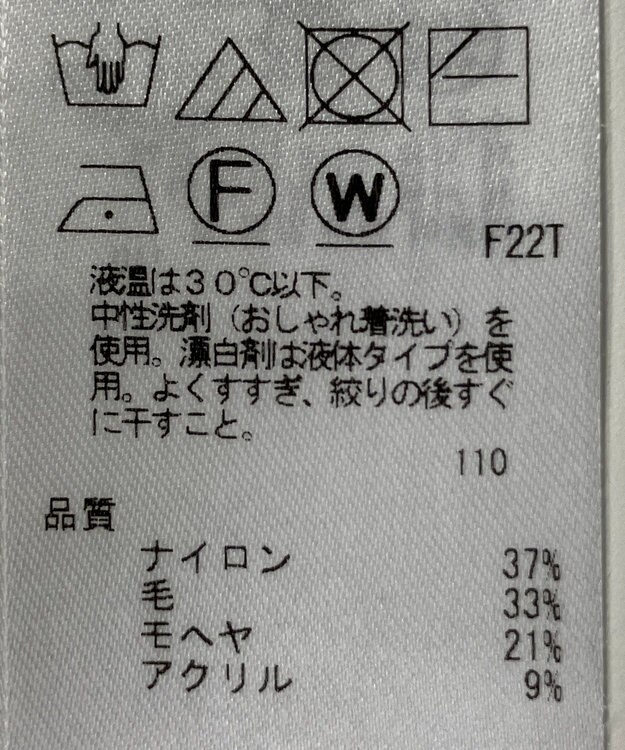 F W
F22T
液温は30℃以下。
中性洗剤（おしゃれ着洗い）を
使用。漂白剤は液体タイプを使
用。よくすすぎ、絞りの後すぐ
に干すこと。
110
品質
ナイロン 37%
毛 33%
モヘヤ 21%
アクリル 9%